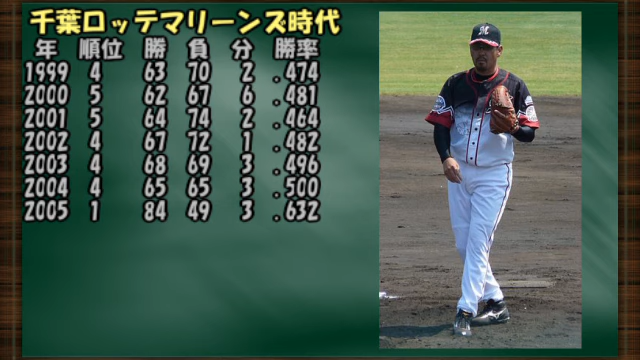 千葉ロッテマリーンズ時代
年 順位 勝 負 分 勝率
1999 4 63 70 2 .474
2000 5 62 67 6 .481
2001 5 64 74 2 .464
2002 4 67 72 1 .482
2003 4 68 69 3 .496
2004 4 65 65 3 .500
2005 1 84 49 3 .632
M